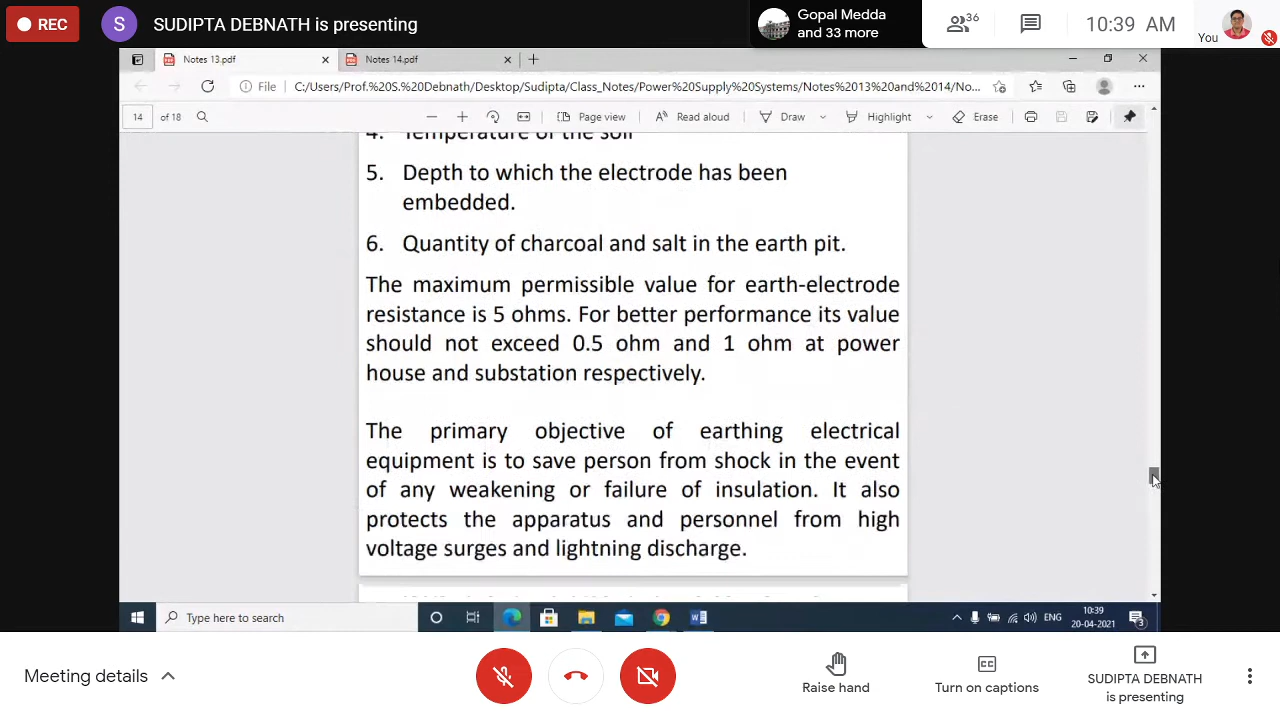 REC
S
SUDIPTA DEBNATH is presenting
Gopal Medda
and 33 more
36
10:39 AM
You
Notes 13.pdf
Notes 14.pdf
File
C:/Users/Prof.%20S.%20Debnath/Desktop/Sudipta/Class_Notes/Power%20Supply%20Systems/Notes%2013%20and%2014/No...
14
of 18
Page view
Read aloud
Draw
Highlight
Erase
4. Temperature of the soil
5. Depth to which the electrode has been
embedded.
6. Quantity of charcoal and salt in the earth pit.
The maximum permissible value for earth-electrode
resistance is 5 ohms. For better performance its value
should not exceed 0.5 ohm and 1 ohm at power
house and substation respectively.
The primary objective of earthing electrical
equipment is to save person from shock in the event
of any weakening or failure of insulation. It also
protects the apparatus and personnel from high
voltage surges and lightning discharge.
Type here to search
ENG
10:39
20-04-2021
3
Meeting details
Raise hand
CC
Turn on captions
SUDIPTA DEBNATH
is presenting